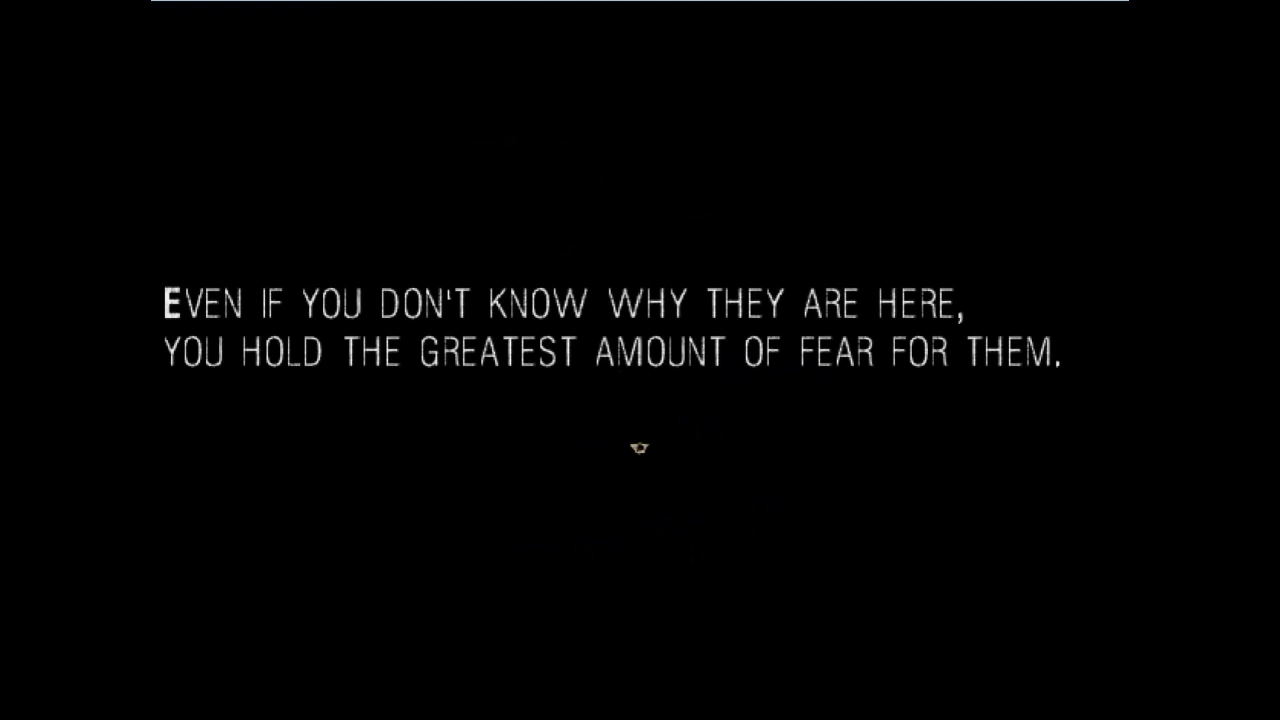 EVEN IF YOU DON'T KNOW WHY THEY ARE HERE,
YOU HOLD THE GREATEST AMOUNT OF FEAR FOR THEM.